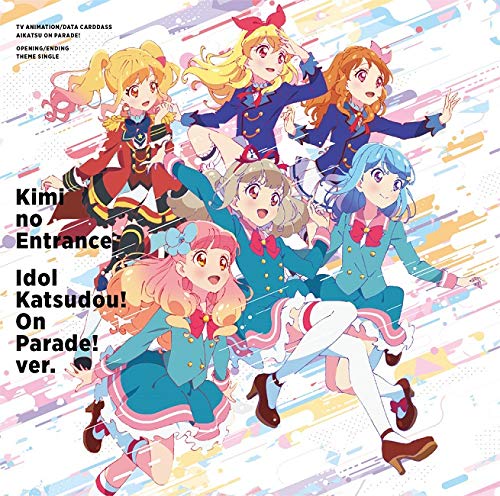 TV ANIMATION/DATA CARDDASS
AIKATSU ON PARADE!
OPENING/ENDING
THEME SINGLE
Kimi
no
Entrance
Idol
Katsudou!
On
Parade!
ver.